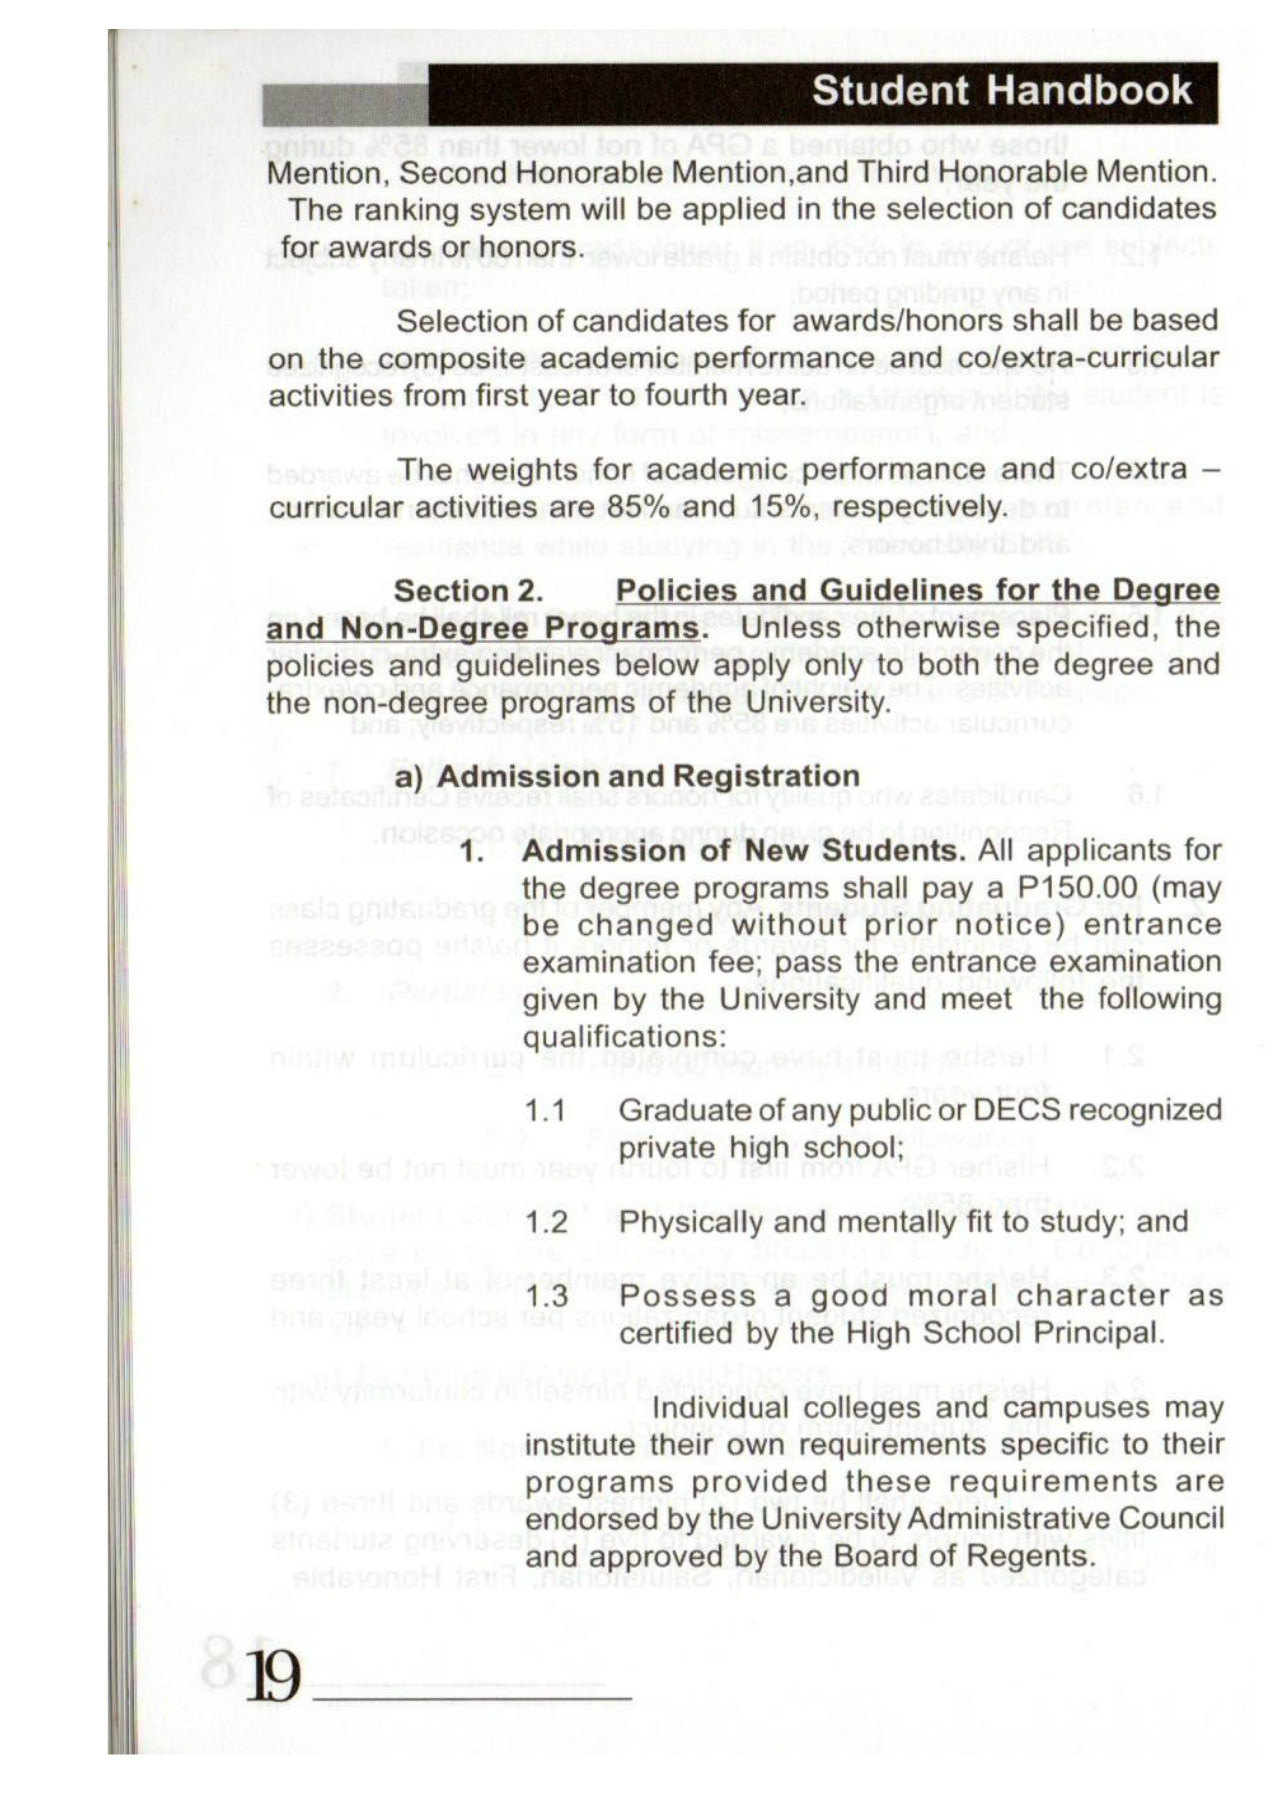 Student Handbook
Mention, Second Honorable Mention,and Third Honorable Mention.
The ranking system will be applied in the selection of candidates
for awards or honors.
Selection of candidates for awards/honors shall be based
on the composite academic performance and co/extra-curricular
activities from first year to fourth year.
The weights for academic performance and co/extra –
curricular activities are 85% and 15%, respectively.
Section 2. Policies and Guidelines for the Degree
and Non-Degree Programs. Unless otherwise specified, the
policies and guidelines below apply only to both the degree and
the non-degree programs of the University.
a) Admission and Registration
1. Admission of New Students. All applicants for
the degree programs shall pay a P150.00 (may
be changed without prior notice) entrance
examination fee; pass the entrance examination
given by the University and meet the following
qualifications:
1.1 Graduate of any public or DECS recognized
private high school;
1.2 Physically and mentally fit to study; and
1.3 Possess a good moral character as
certified by the High School Principal.
Individual colleges and campuses may
institute their own requirements specific to their
programs provided these requirements are
endorsed by the University Administrative Council
and approved by the Board of Regents.
19